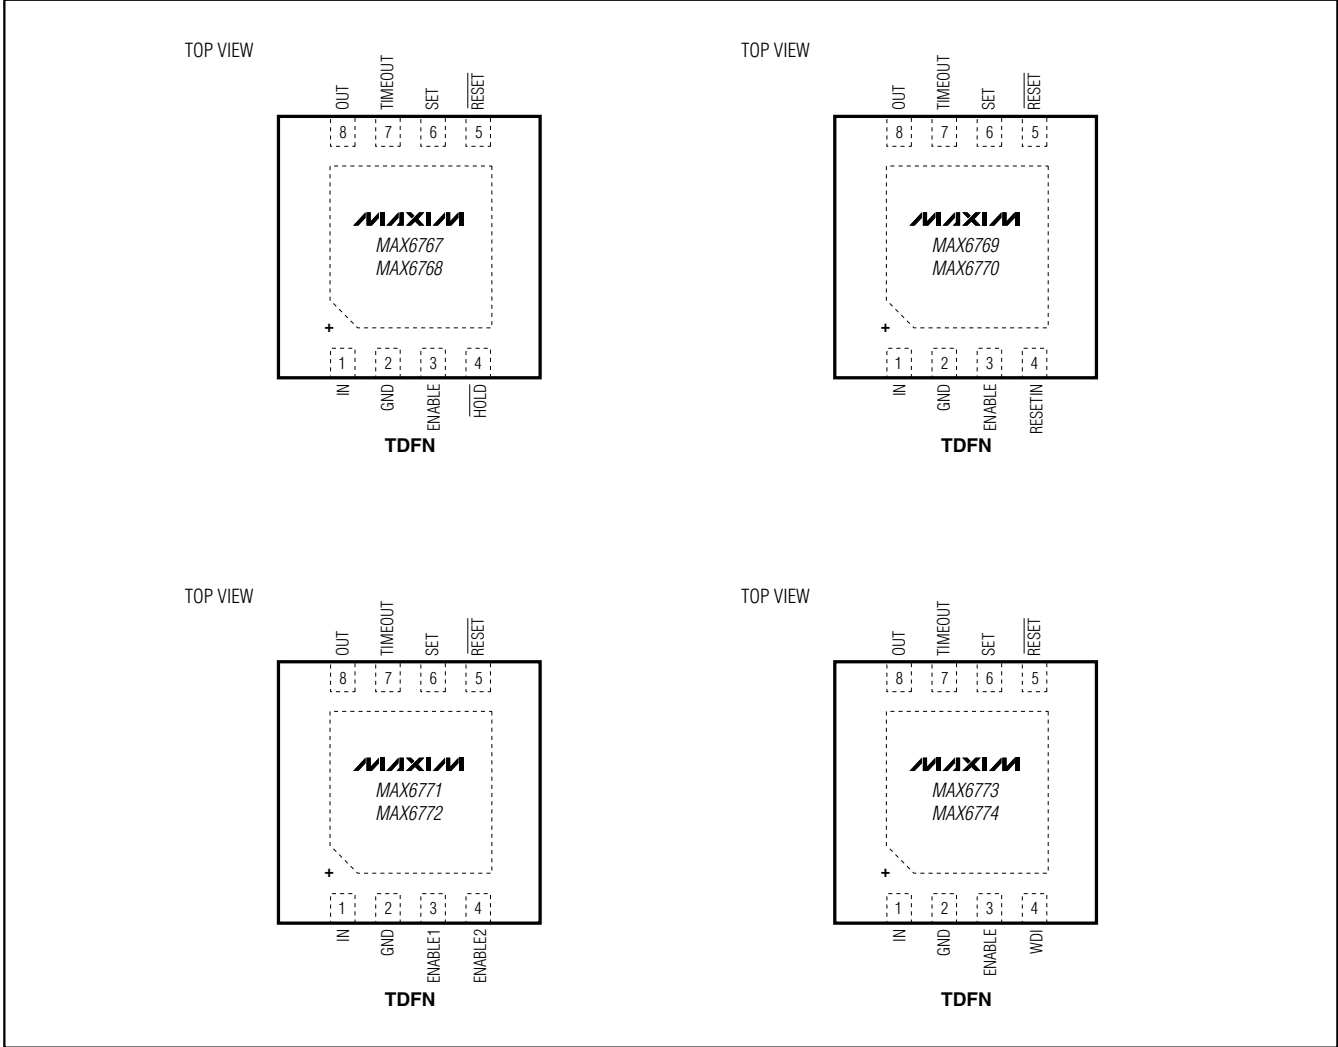 TOP VIEW
OUT TIMEOUT SET RESET
8 7 6 5
MAXIM
MAX6767
MAX6768
+
1 2 3 4
IN GND ENABLE HOLD
TDFN
TOP VIEW
OUT TIMEOUT SET RESET
8 7 6 5
MAXIM
MAX6769
MAX6770
+
1 2 3 4
IN GND ENABLE RESETIN
TDFN
TOP VIEW
OUT TIMEOUT SET RESET
8 7 6 5
MAXIM
MAX6771
MAX6772
+
1 2 3 4
IN GND ENABLE1 ENABLE2
TDFN
TOP VIEW
OUT TIMEOUT SET RESET
8 7 6 5
MAXIM
MAX6773
MAX6774
+
1 2 3 4
IN GND ENABLE WDI
TDFN